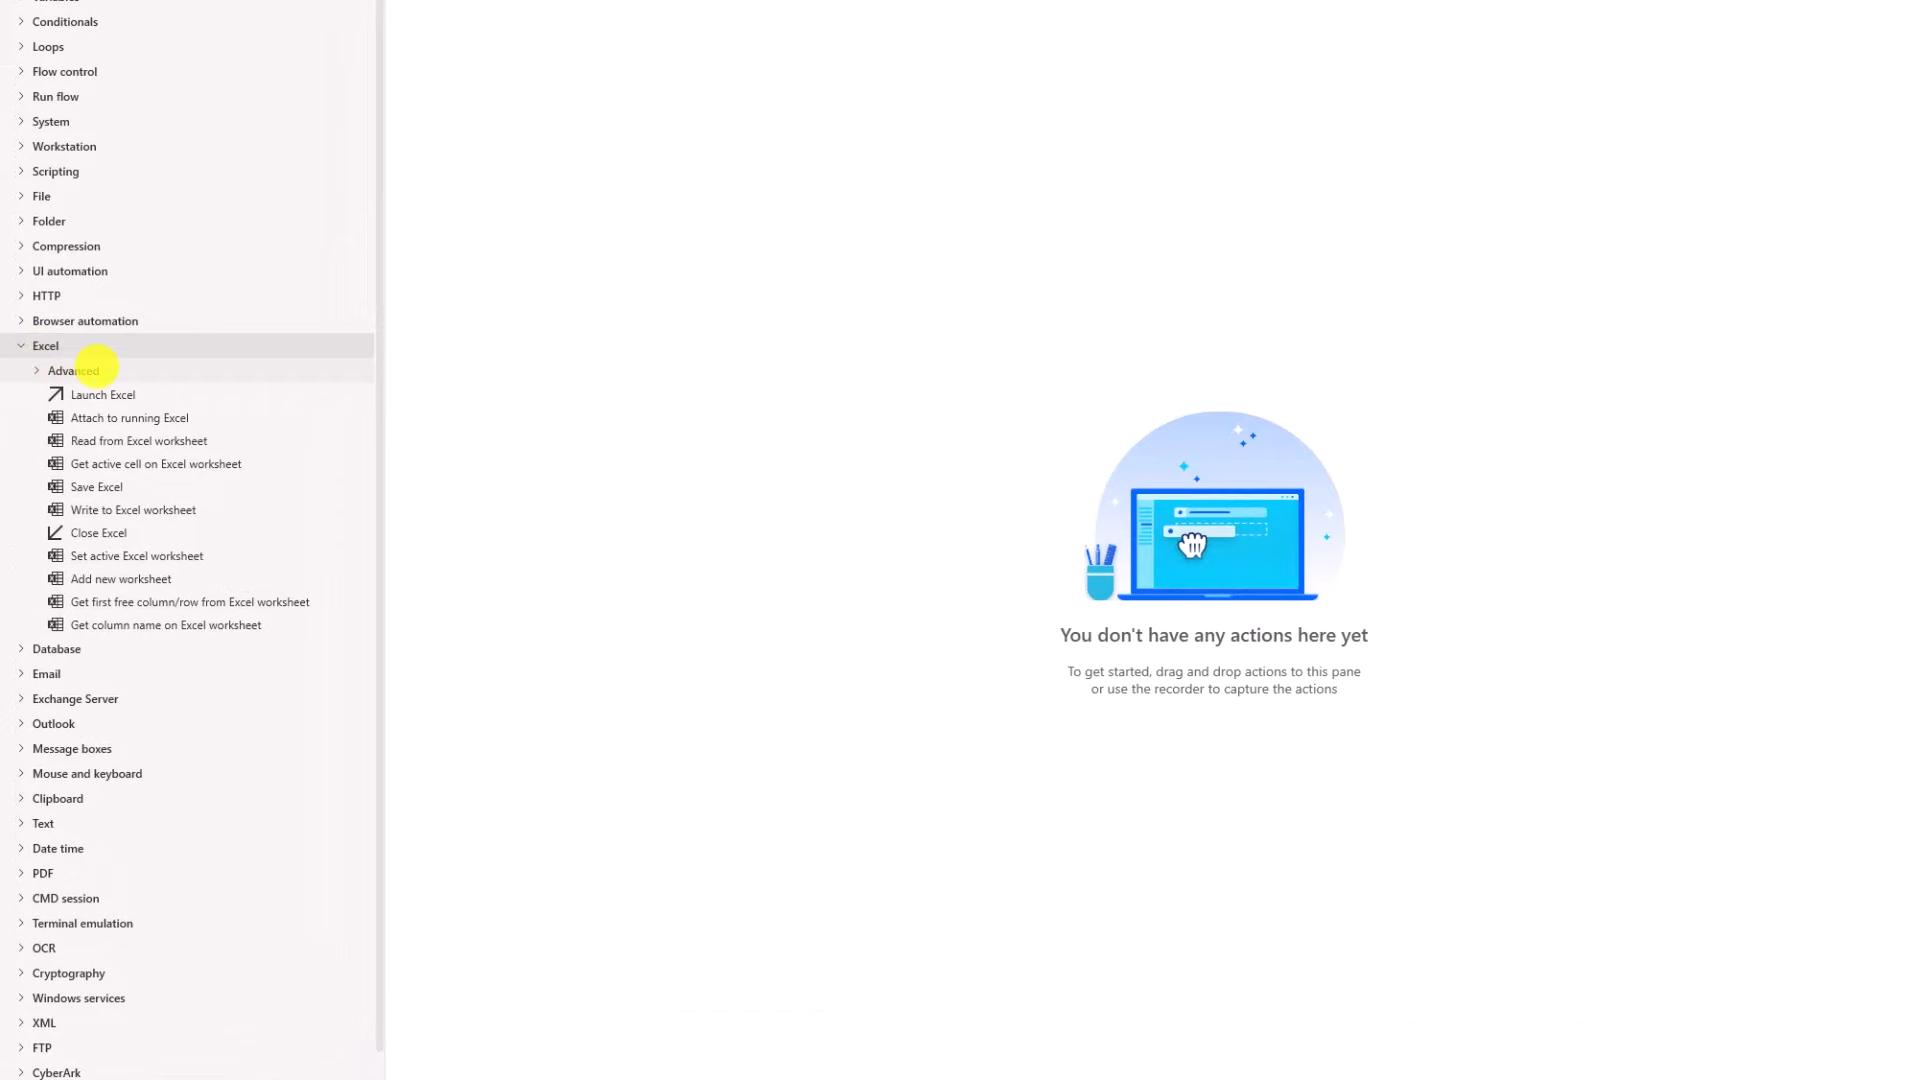 Conditionals
Loops
Flow control
Run flow
System
Workstation
Scripting
File
Folder
Compression
UI automation
HTTP
Browser automation
Excel
Advanced
Launch Excel
Attach to running Excel
Read from Excel worksheet
Get active cell on Excel worksheet
Save Excel
Write to Excel worksheet
Close Excel
Set active Excel worksheet
Add new worksheet
Get first free column/row from Excel worksheet
Get column name on Excel worksheet
Database
Email
Exchange Server
Outlook
Message boxes
Mouse and keyboard
Clipboard
Text
Date time
PDF
CMD session
Terminal emulation
OCR
Cryptography
Windows services
XML
FTP
CyberArk
You don't have any actions here yet
To get started, drag and drop actions to this pane
or use the recorder to capture the actions